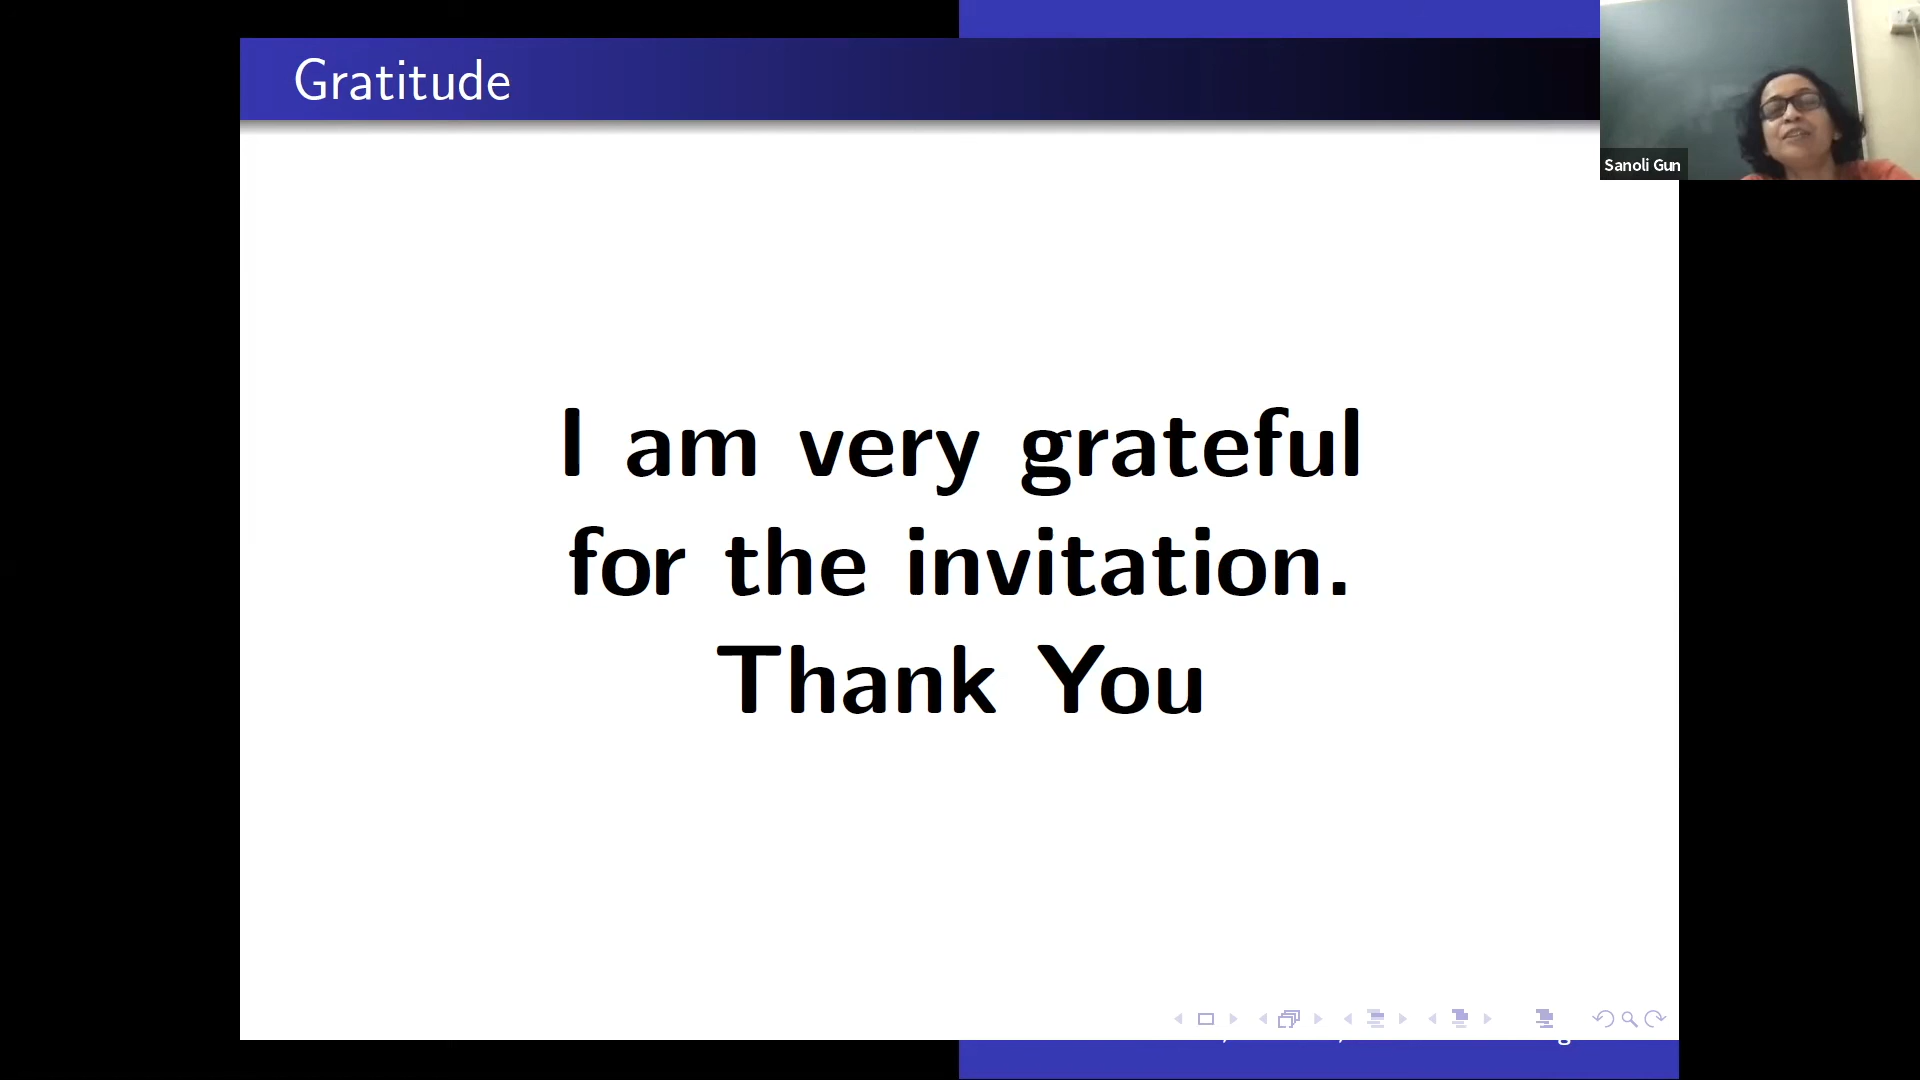 Gratitude
Sanoli Gun
I am very grateful
for the invitation.
Thank You